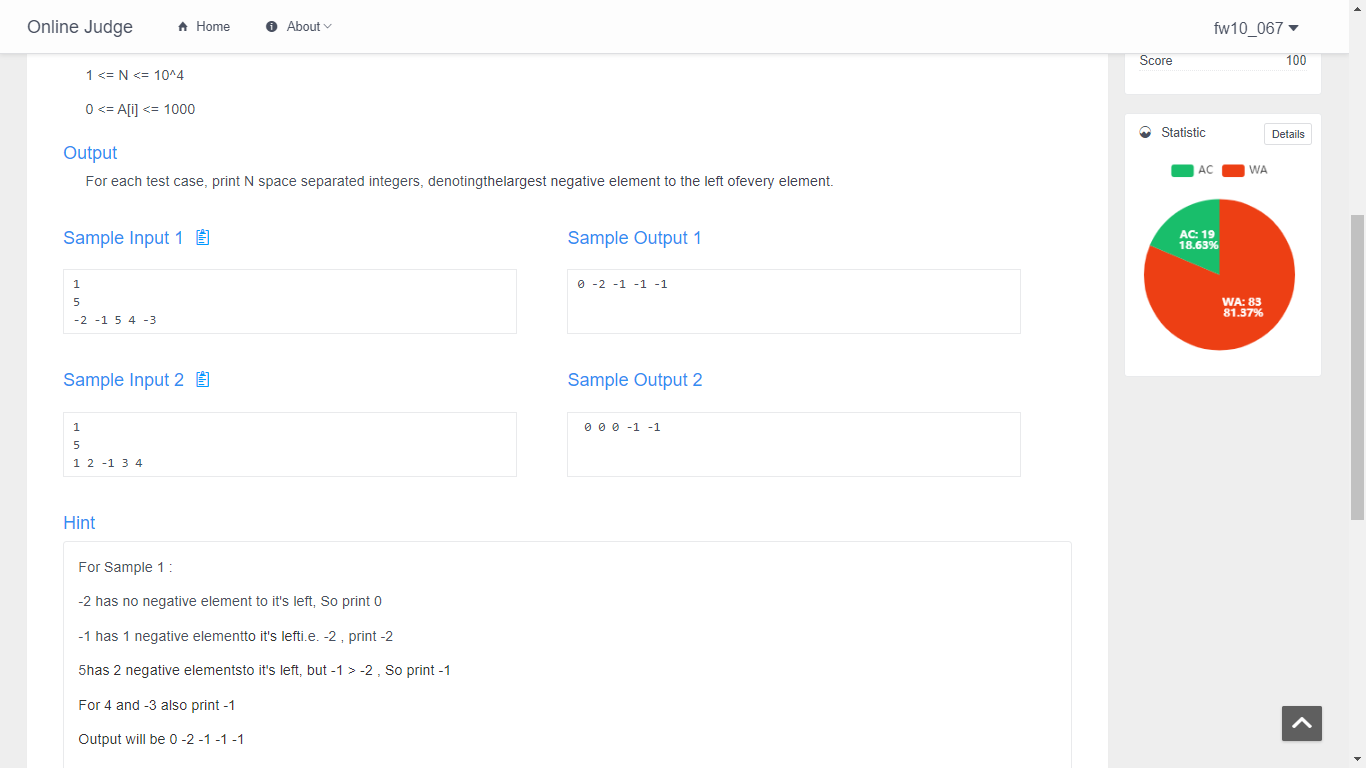 Online Judge
Home
About
fw10_067
1 <= N <= 10^4
0 <= A[i] <= 1000
Output
For each test case, print N space separated integers, denotingthelargest negative element to the left ofevery element.
Sample Input 1
Sample Output 1
1
5
-2 -1 5 4 -3
0 -2 -1 -1 -1
Sample Input 2
Sample Output 2
1
5
1 2 -1 3 4
0 0 0 -1 -1
Hint
For Sample 1 :
-2 has no negative element to it's left, So print 0
-1 has 1 negative elementto it's lefti.e. -2 , print -2
5has 2 negative elementsto it's left, but -1 > -2 , So print -1
For 4 and -3 also print -1
Output will be 0 -2 -1 -1 -1
Score 100
Statistic
Details
AC WA
AC: 19
18.63%
WA: 83
81.37%